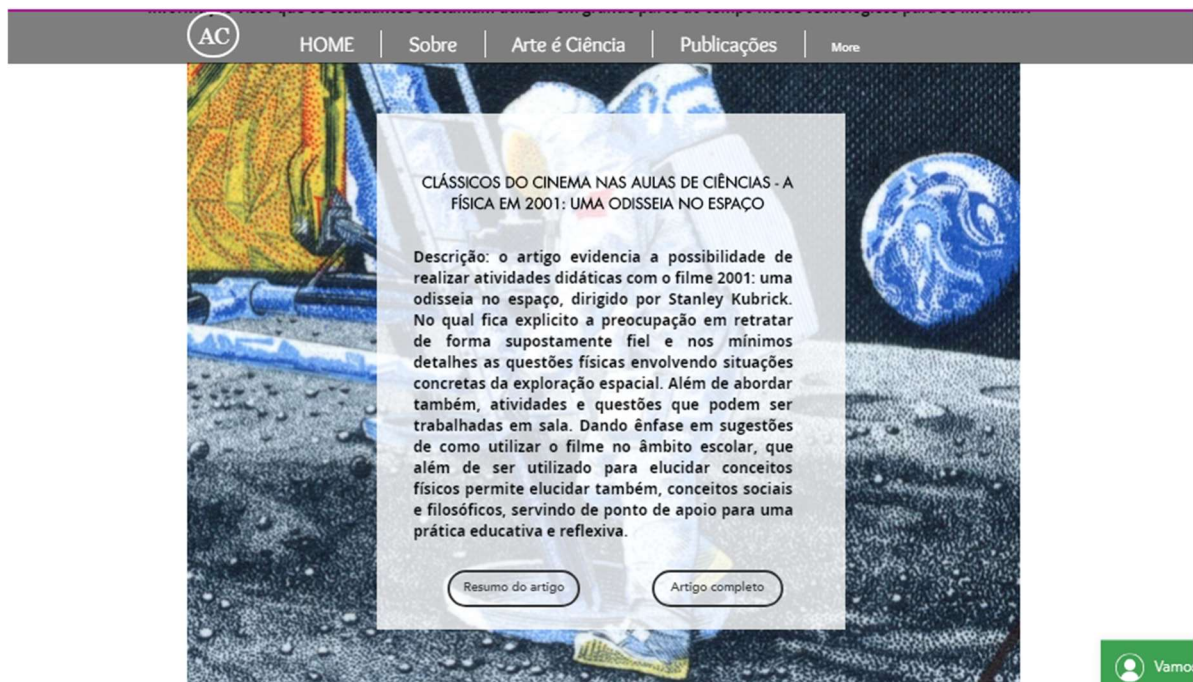 AC
HOME
Sobre
Arte é Ciência
Publicações
More
CLÁSSICOS DO CINEMA NAS AULAS DE CIÊNCIAS - A
FÍSICA EM 2001: UMA ODISSEIA NO ESPAÇO
Descrição: o artigo evidencia a possibilidade de
realizar atividades didáticas com o filme 2001: uma
odisseia no espaço, dirigido por Stanley Kubrick.
No qual fica explicito a preocupação em retratar
de forma supostamente fiel e nos mínimos
detalhes as questões físicas envolvendo situações
concretas da exploração espacial. Além de abordar
também, atividades e questões que podem ser
trabalhadas em sala. Dando ênfase em sugestões
de como utilizar o filme no âmbito escolar, que
além de ser utilizado para elucidar conceitos
físicos permite elucidar também, conceitos sociais
e filosóficos, servindo de ponto de apoio para uma
prática educativa e reflexiva.
Resumo do artigo
Artigo completo
Vamos